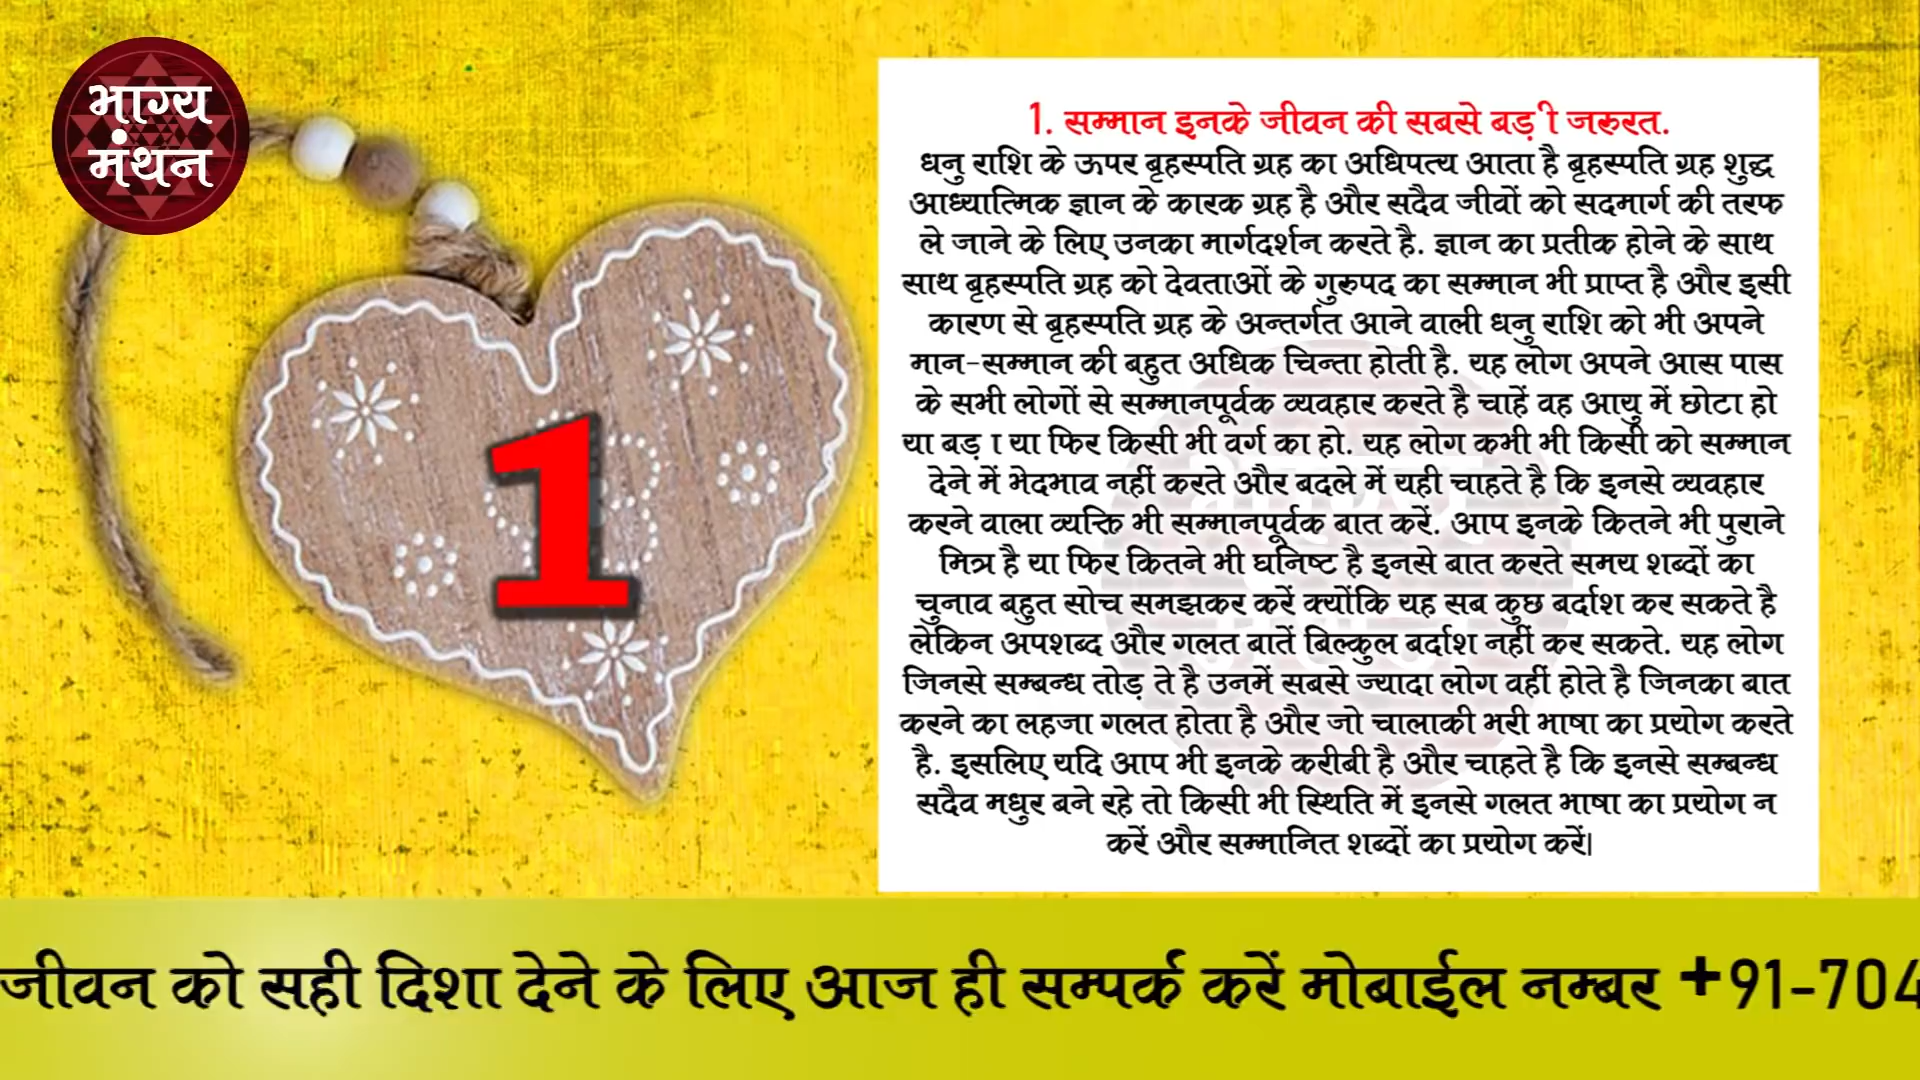 भाग्य
मंथन
1. सम्मान इनके जीवन की सबसे बड़ ी जरुरत.
धनु राशि के ऊपर बृहस्पति ग्रह का अधिपत्य आता है बृहस्पति ग्रह शुद्ध
आध्यात्मिक ज्ञान के कारक ग्रह है और सदैव जीवों को सदमार्ग की तरफ
ले जाने के लिए उनका मार्गदर्शन करते है. ज्ञान का प्रतीक होने के साथ
साथ बृहस्पति ग्रह को देवताओं के गुरुपद का सम्मान भी प्राप्त है और इसी
कारण से बृहस्पति ग्रह के अन्तर्गत आने वाली धनु राशि को भी अपने
मान-सम्मान की बहुत अधिक चिन्ता होती है. यह लोग अपने आस पास
के सभी लोगों से सम्मानपूर्वक व्यवहार करते है चाहें वह आयु में छोटा हो
या बड़ ा या फिर किसी भी वर्ग का हो. यह लोग कभी भी किसी को सम्मान
देने में भेदभाव नहीं करते और बदले में यही चाहते है कि इनसे व्यवहार
करने वाला व्यक्ति भी सम्मानपूर्वक बात करें. आप इनके कितने भी पुराने
मित्र है या फिर कितने भी घनिष्ट है इनसे बात करते समय शब्दों का
चुनाव बहुत सोच समझकर करें क्योंकि यह सब कुछ बर्दाश कर सकते है
लेकिन अपशब्द और गलत बातें बिल्कुल बर्दाश नहीं कर सकते. यह लोग
जिनसे सम्बन्ध तोड़ ते है उनमें सबसे ज्यादा लोग वहीं होते है जिनका बात
करने का लहजा गलत होता है और जो चालाकी भरी भाषा का प्रयोग करते
है. इसलिए यदि आप भी इनके करीबी है और चाहते है कि इनसे सम्बन्ध
सदैव मधुर बने रहे तो किसी भी स्थिति में इनसे गलत भाषा का प्रयोग न
करें और सम्मानित शब्दों का प्रयोग करें|
1
जीवन को सही दिशा देने के लिए आज ही सम्पर्क करें मोबाईल नम्बर +91-704